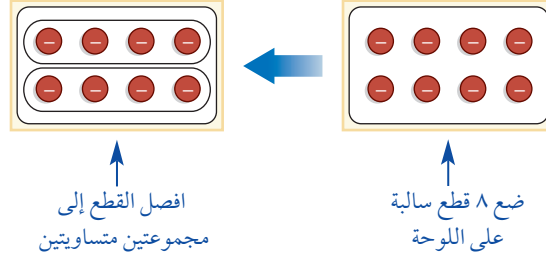 ضع ٨ قطع سالبة
على اللوحة
افصل القطع إلى
مجموعتين متساويتين